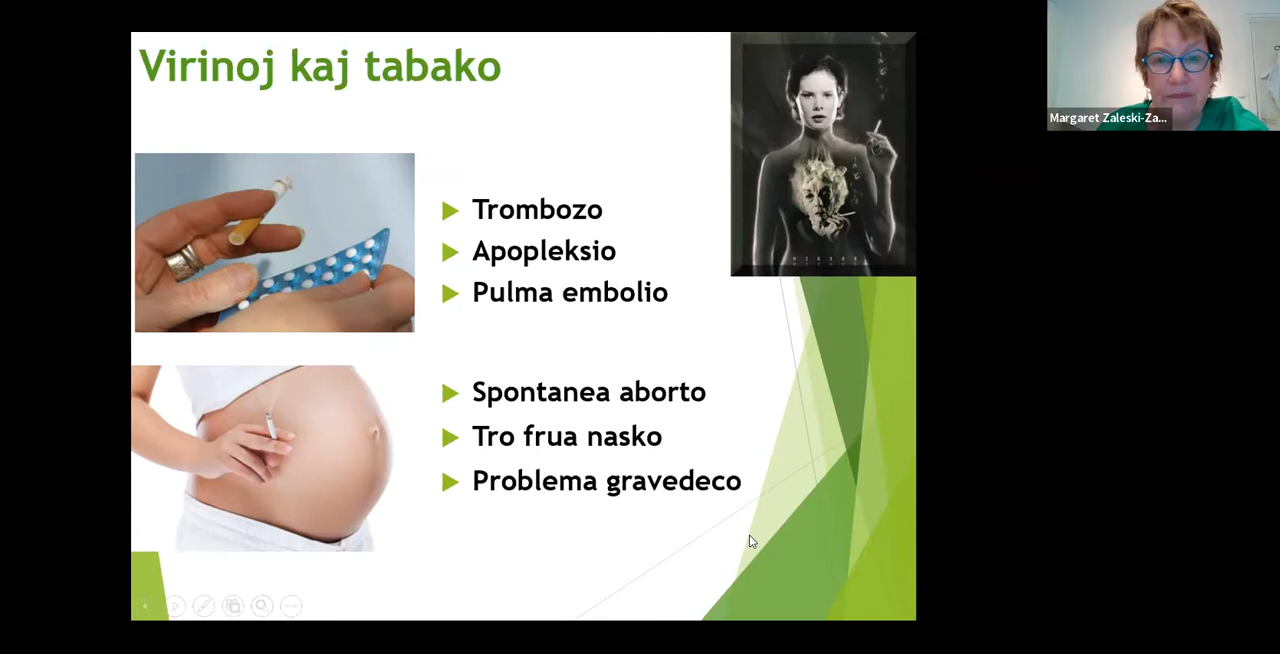 Virinoj kaj tabako
Trombozo
Apopleksio
Pulma embolio
Spontanea aborto
Tro frua nasko
Problema gravedeco
Margaret Zaleski-Za...